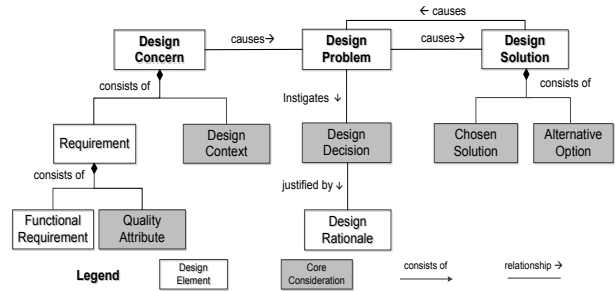 ← causes
Design
Concern
causes→
Design
Problem
causes→
Design
Solution
consists of
Instigates ↓
consists of
Requirement
Design
Context
Design
Decision
Chosen
Solution
Alternative
Option
consists of
justified by ↓
Functional
Requirement
Quality
Attribute
Design
Rationale
Legend
Design
Element
Core
Consideration
consists of
relationship →